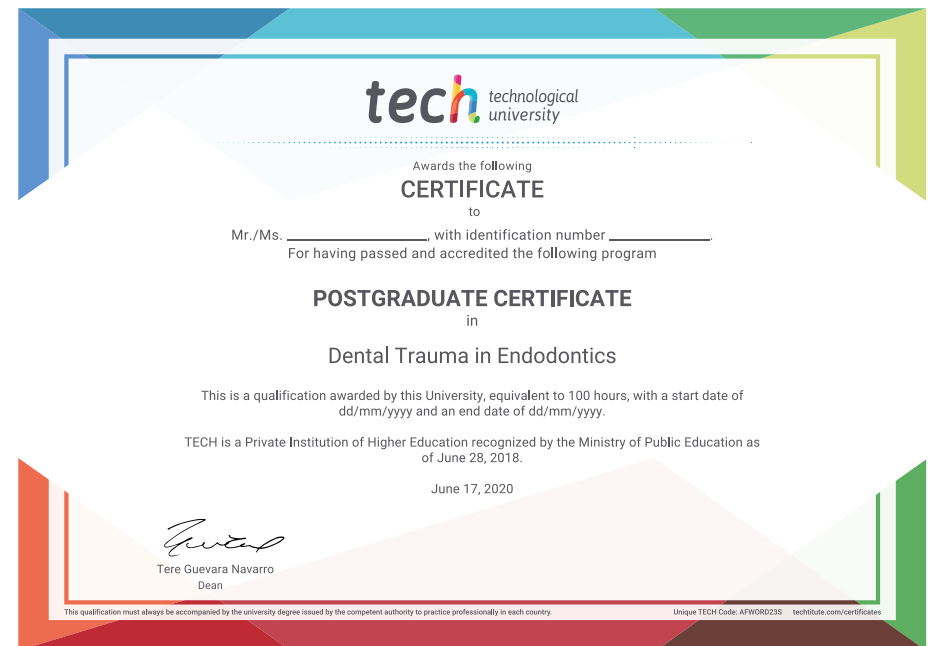 tech technological
university
Awards the following
CERTIFICATE
to
Mr./Ms. ____________________, with identification number ______________.
For having passed and accredited the following program
POSTGRADUATE CERTIFICATE
in
Dental Trauma in Endodontics
This is a qualification awarded by this University, equivalent to 100 hours, with a start date of
dd/mm/yyyy and an end date of dd/mm/yyyy.
TECH is a Private Institution of Higher Education recognized by the Ministry of Public Education as
of June 28, 2018.
June 17, 2020
Tere Guevara Navarro
Dean
This qualification must always be accompanied by the university degree issued by the competent authority to practice professionally in each country.
Unique TECH Code: AFWORD23S techtitute.com/certificates